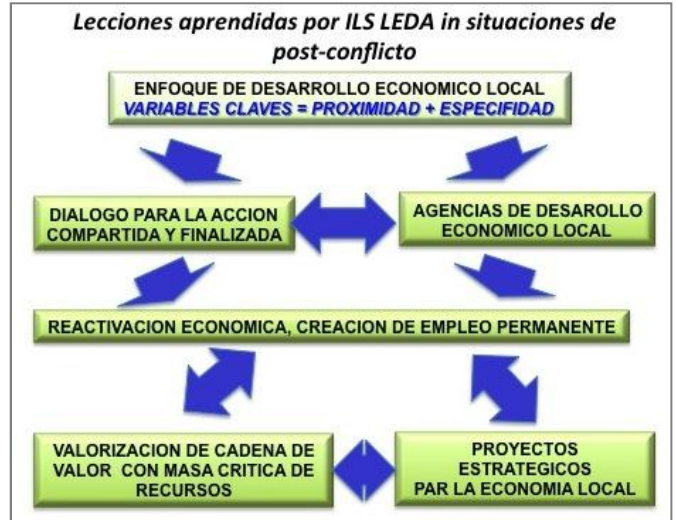 Lecciones aprendidas por ILS LEDA in situaciones de
post-conflicto
ENFOQUE DE DESARROLLO ECONOMICO LOCAL
VARIABLES CLAVES = PROXIMIDAD + ESPECIFIDAD
DIALOGO PARA LA ACCION
COMPARTIDA Y FINALIZADA
AGENCIAS DE DESAROLLO
ECONOMICO LOCAL
REACTIVACION ECONOMICA, CREACION DE EMPLEO PERMANENTE
VALORIZACION DE CADENA DE
VALOR CON MASA CRITICA DE
RECURSOS
PROYECTOS
ESTRATEGICOS
PAR LA ECONOMIA LOCAL